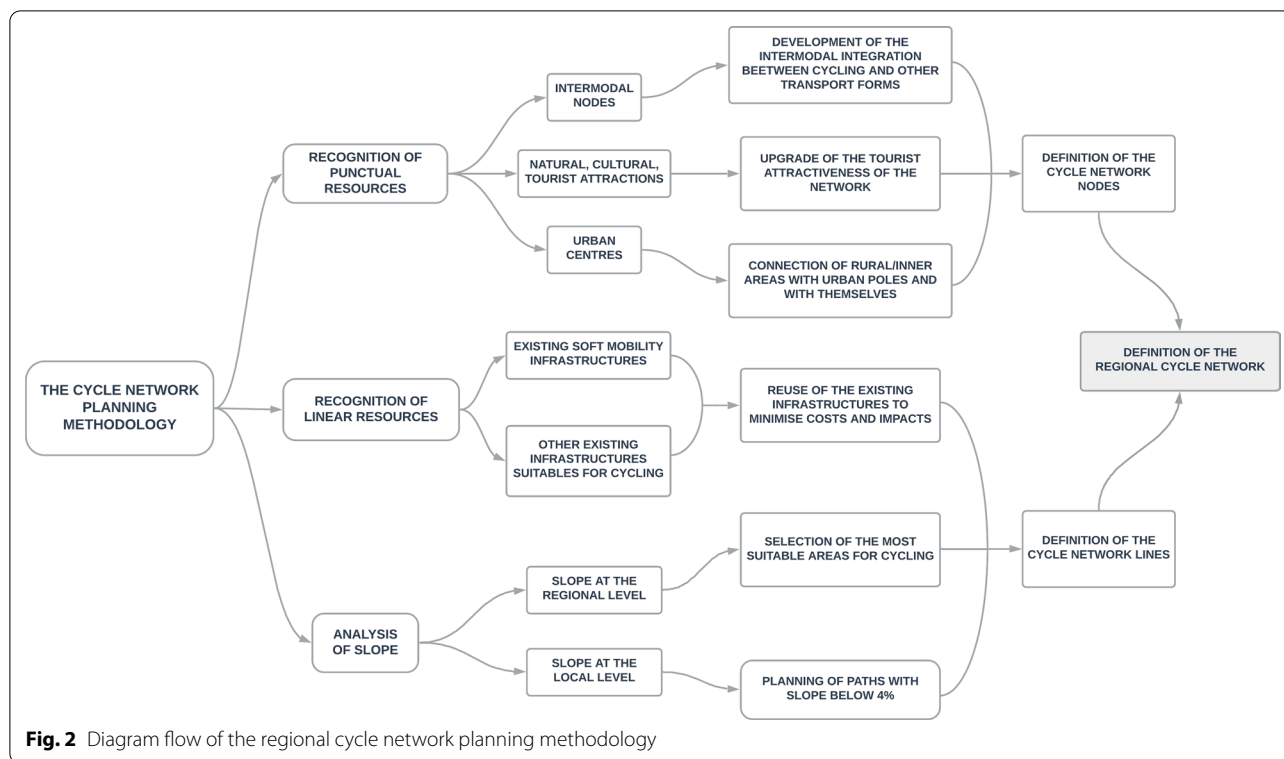 THE CYCLE NETWORK
PLANNING
METHODOLOGY
RECOGNITION OF
PUNCTUAL
RESOURCES
INTERMODAL
NODES
NATURAL, CULTURAL,
TOURIST ATTRACTIONS
URBAN
CENTRES
DEVELOPMENT OF THE
INTERMODAL INTEGRATION
BEETWEEN CYCLING AND OTHER
TRANSPORT FORMS
UPGRADE OF THE TOURIST
ATTRACTIVENESS OF THE
NETWORK
CONNECTION OF RURAL/INNER
AREAS WITH URBAN POLES AND
WITH THEMSELVES
DEFINITION OF THE
CYCLE NETWORK
NODES
RECOGNITION OF
LINEAR RESOURCES
EXISTING SOFT MOBILITY
INFRASTRUCTURES
OTHER EXISTING
INFRASTRUCTURES
SUITABLES FOR CYCLING
REUSE OF THE EXISTING
INFRASTRUCTURES TO
MINIMISE COSTS AND IMPACTS
ANALYSIS
OF SLOPE
SLOPE AT THE
REGIONAL LEVEL
SLOPE AT THE
LOCAL LEVEL
SELECTION OF THE MOST
SUITABLE AREAS FOR CYCLING
PLANNING OF PATHS WITH
SLOPE BELOW 4%
DEFINITION OF THE
CYCLE NETWORK LINES
DEFINITION OF THE
REGIONAL CYCLE NETWORK
Fig. 2 Diagram flow of the regional cycle network planning methodology